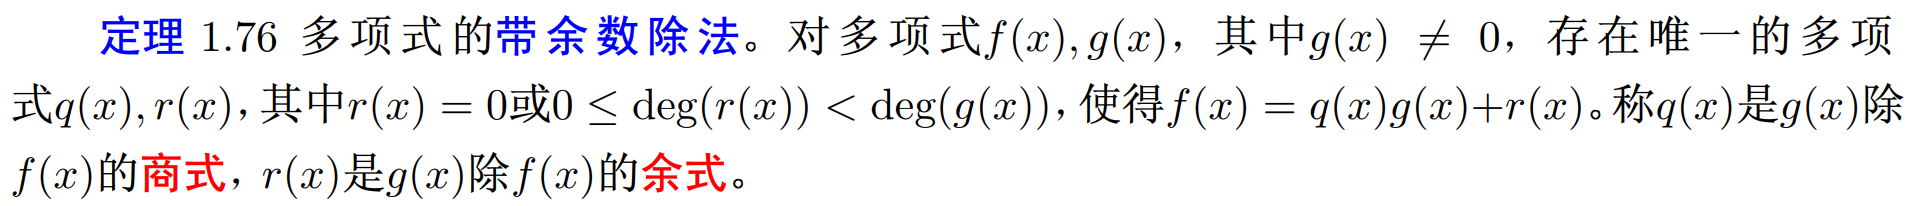 定理 1.76 多项式的带余数除法。对多项式f(x), g(x)，其中g(x) ≠ 0，存在唯一的多项
式q(x), r(x)，其中r(x) = 0或0 ≤ deg(r(x)) < deg(g(x))，使得f(x) = q(x)g(x)+r(x)。称q(x)是g(x)除
f(x)的商式，r(x)是g(x)除f(x)的余式。